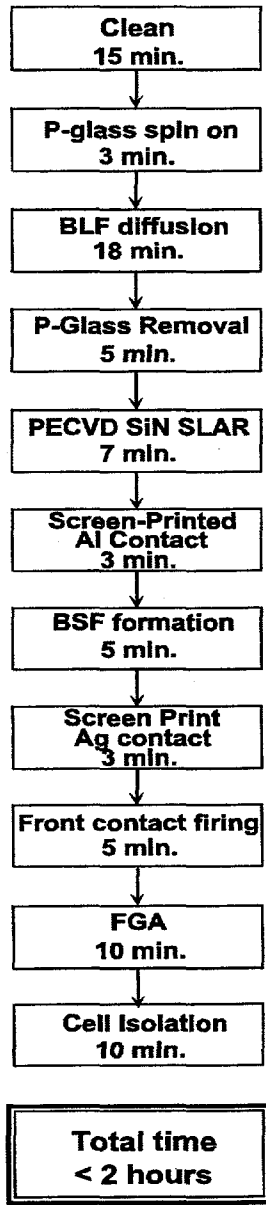 Clean
15 min.
P-glass spin on
3 min.
BLF diffusion
18 min.
P-Glass Removal
5 min.
PECVD SiN SLAR
7 min.
Screen-Printed
Al Contact
3 min.
BSF formation
5 min.
Screen Print
Ag contact
3 min.
Front contact firing
5 min.
FGA
10 min.
Cell Isolation
10 min.
Total time
< 2 hours